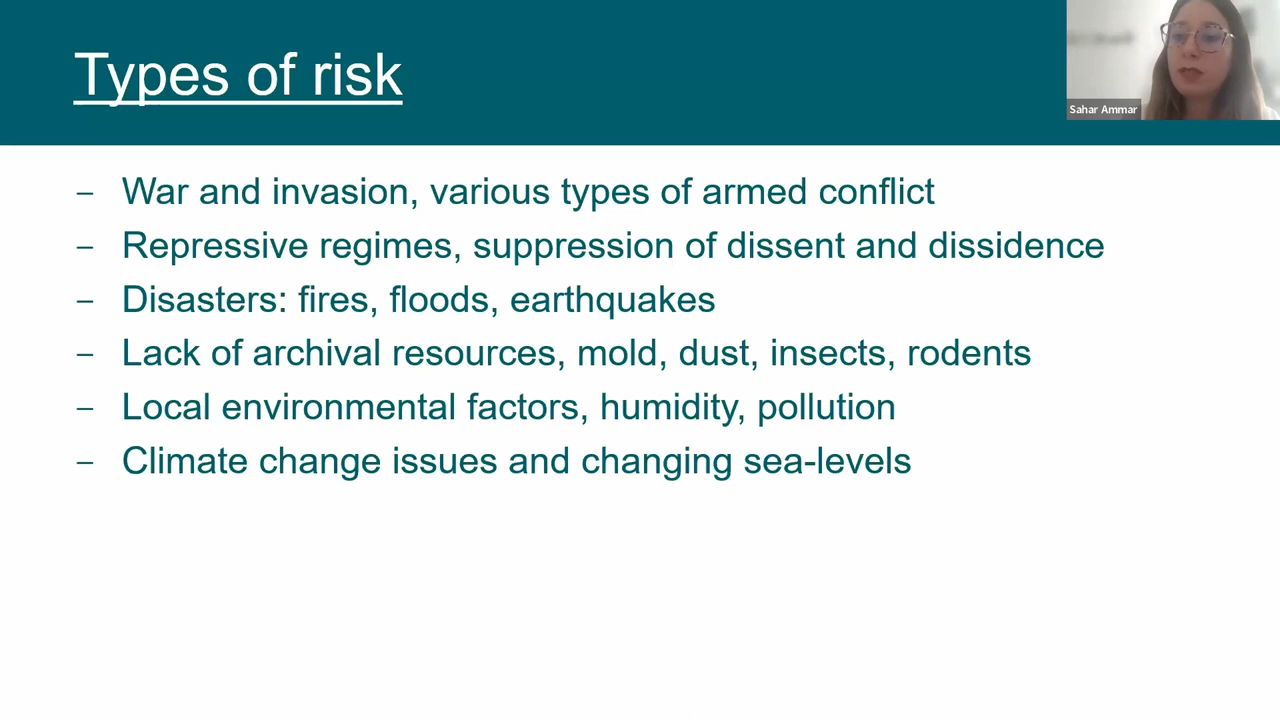 Types of risk
Sahar Ammar
– War and invasion, various types of armed conflict
– Repressive regimes, suppression of dissent and dissidence
– Disasters: fires, floods, earthquakes
– Lack of archival resources, mold, dust, insects, rodents
– Local environmental factors, humidity, pollution
– Climate change issues and changing sea-levels